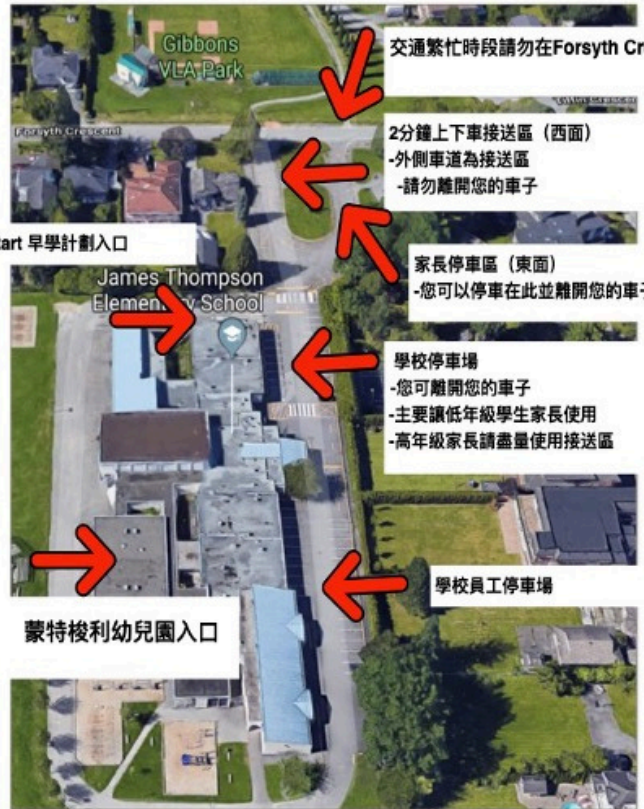 Gibbons
VLA Park
交通繁忙時段請勿在Forsyth Cr
Forsyth Crescent
2分鐘上下車接送區（西面）
-外側車道為接送區
-請勿離開您的車子
tart 早學計劃入口
家長停車區（東面）
-您可以停車在此並離開您的車子
James Thompson
Elementary School
學校停車場
-您可離開您的車子
-主要讓低年級學生家長使用
-高年級家長請盡量使用接送區
學校員工停車場
蒙特梭利幼兒園入口